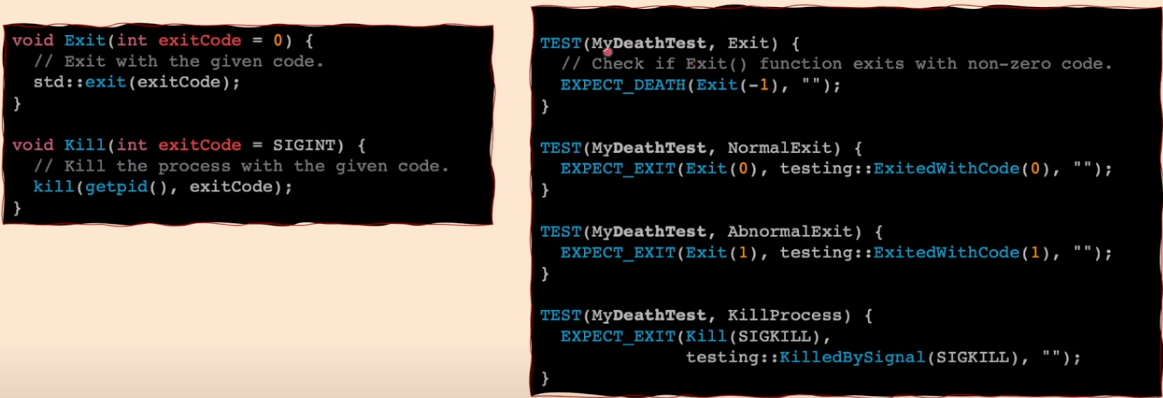 void Exit(int exitCode = 0) {
  // Exit with the given code.
  std::exit(exitCode);
}

void Kill(int exitCode = SIGINT) {
  // Kill the process with the given code.
  kill(getpid(), exitCode);
}

TEST(MyDeathTest, Exit) {
  // Check if Exit() function exits with non-zero code.
  EXPECT_DEATH(Exit(-1), "");
}

TEST(MyDeathTest, NormalExit) {
  EXPECT_EXIT(Exit(0), testing::ExitedWithCode(0), "");
}

TEST(MyDeathTest, AbnormalExit) {
  EXPECT_EXIT(Exit(1), testing::ExitedWithCode(1), "");
}

TEST(MyDeathTest, KillProcess) {
  EXPECT_EXIT(Kill(SIGKILL),
              testing::KilledBySignal(SIGKILL), "");
}